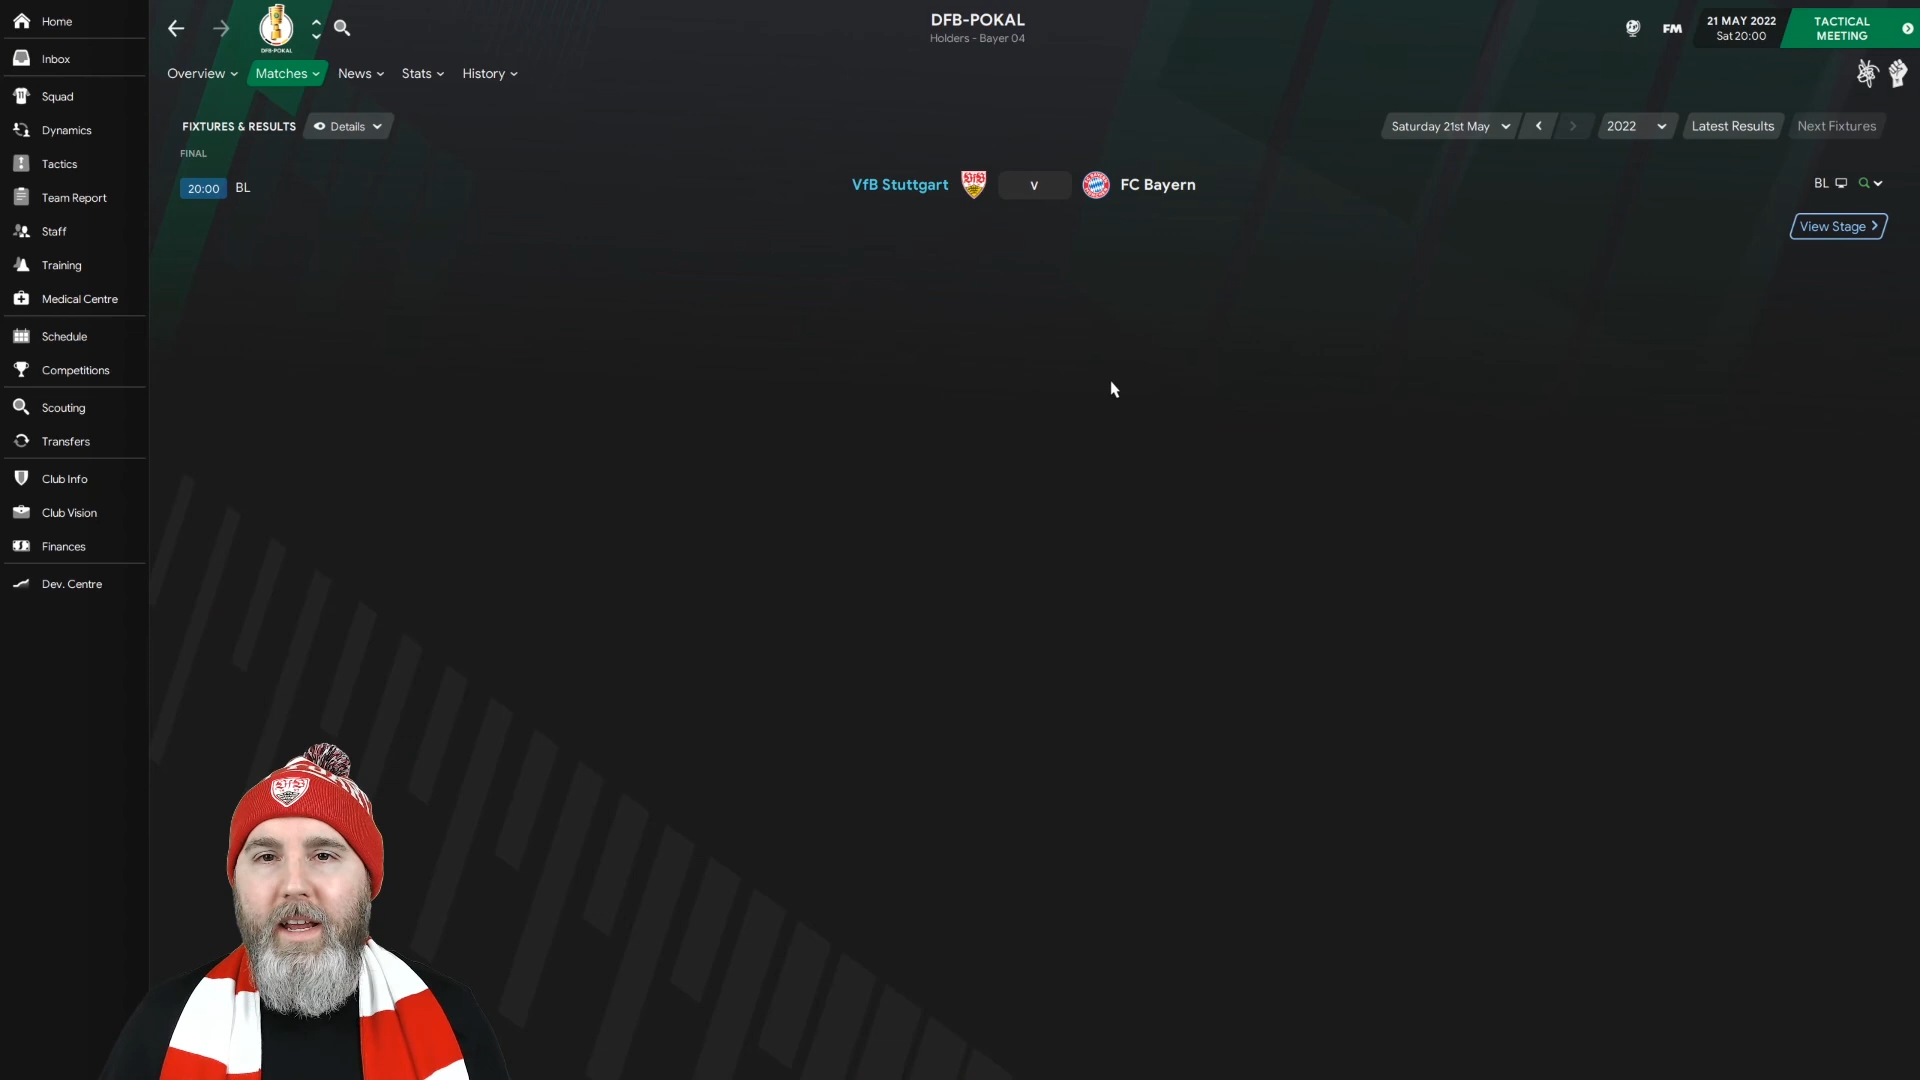 Home
Inbox
Squad
Dynamics
Tactics
Team Report
Staff
Training
Medical Centre
Schedule
Competitions
Scouting
Transfers
Club Info
Club Vision
Finances
Dev. Centre
DFB-POKAL
DFB-POKAL
Holders - Bayer 04
FM
21 MAY 2022
Sat 20:00
TACTICAL
MEETING
Overview Matches News Stats History
FIXTURES & RESULTS Details
Saturday 21st May 2022 Latest Results Next Fixtures
FINAL
20:00 BL VfB Stuttgart v FC Bayern BL
View Stage